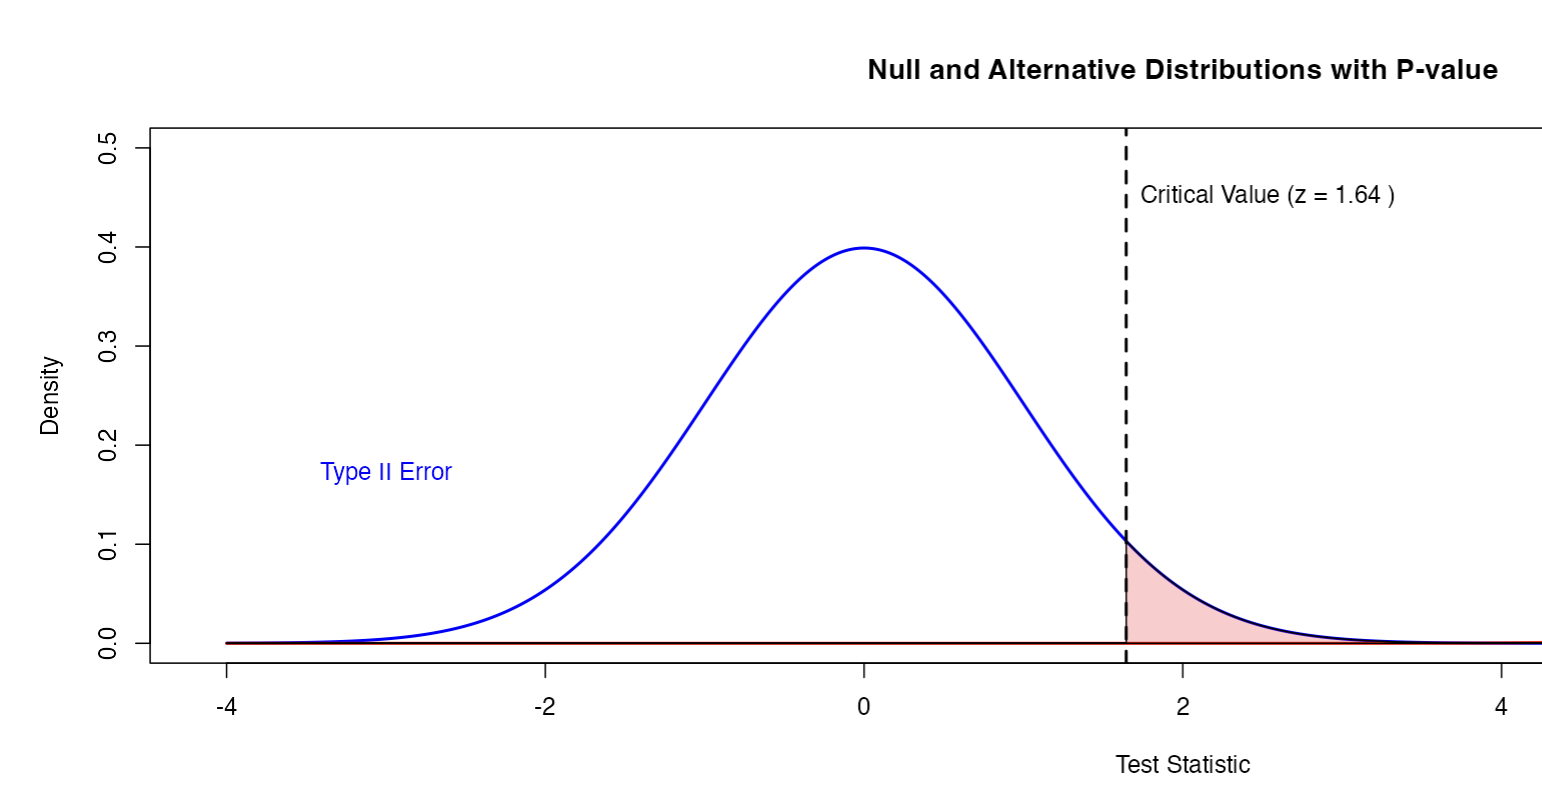 Null and Alternative Distributions with P-value
0.5
Critical Value (z = 1.64 )
0.4
0.3
Density
0.2
Type II Error
0.1
0.0
-4 -2 0 2 4
Test Statistic